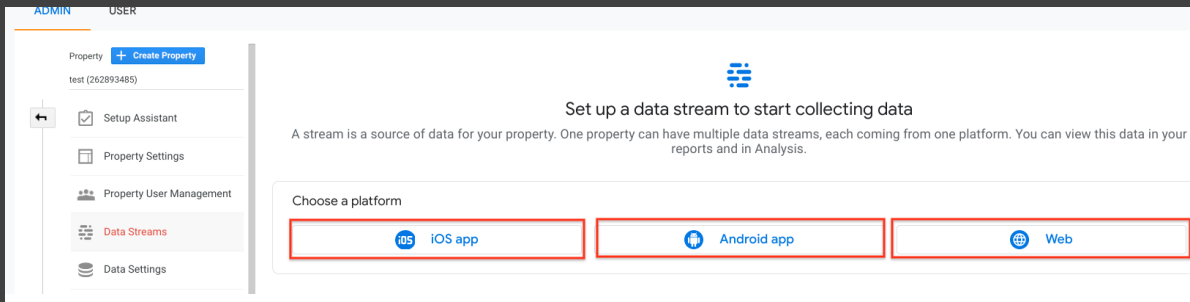 ADMIN USER
Property + Create Property
test (262893485)
Setup Assistant
Property Settings
Property User Management
Data Streams
Data Settings
Set up a data stream to start collecting data
A stream is a source of data for your property. One property can have multiple data streams, each coming from one platform. You can view this data in your
reports and in Analysis.
Choose a platform
iOS iOS app
Android app
Web